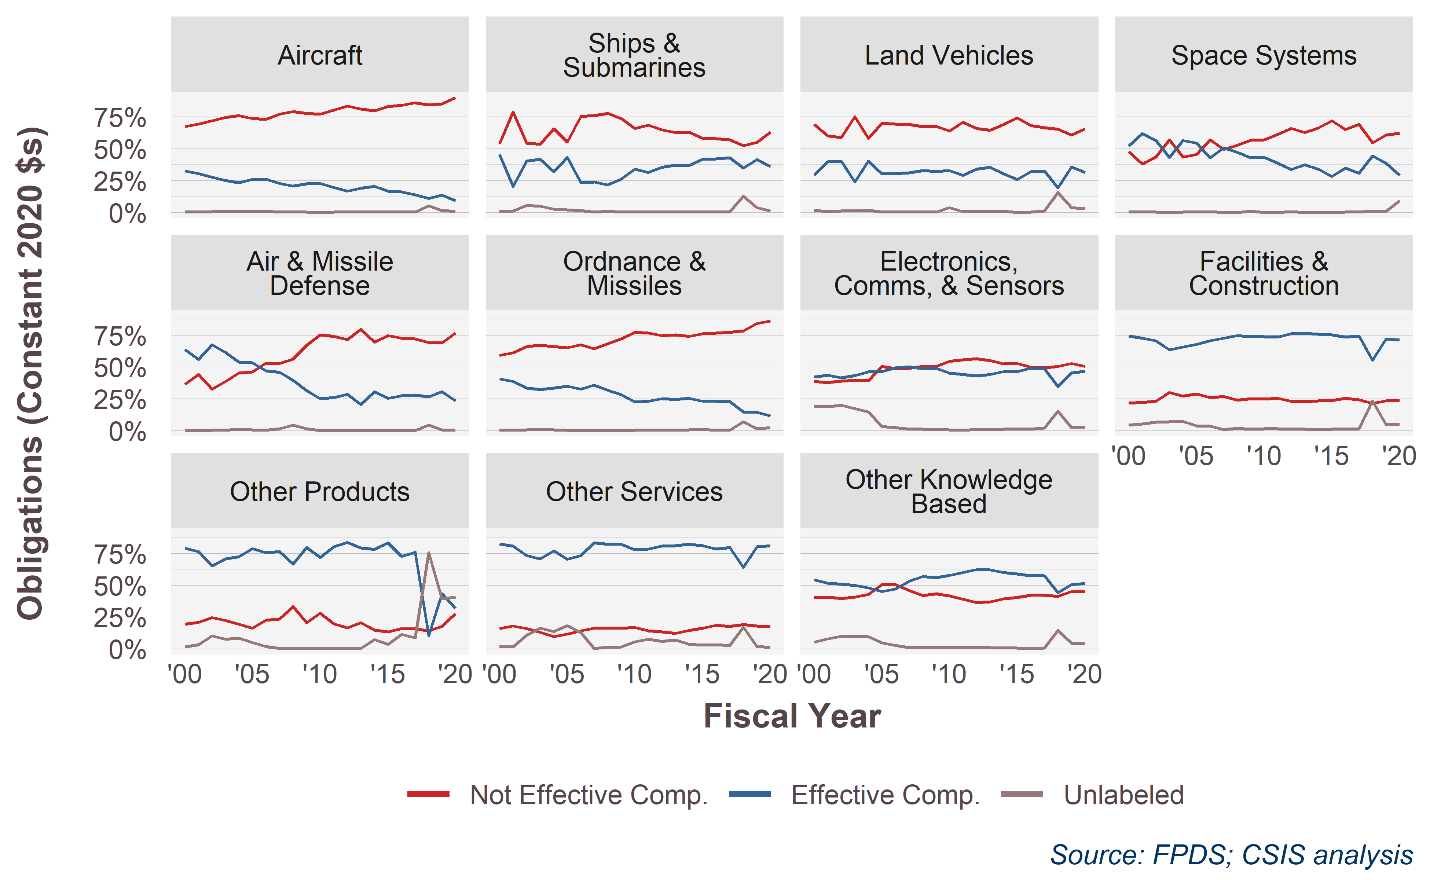 Aircraft
Ships &
Submarines
Land Vehicles
Space Systems
75%
50%
25%
0%
Air & Missile
Defense
Ordnance &
Missiles
Electronics,
Comms, & Sensors
Facilities &
Construction
75%
50%
25%
0%
'00 '05 '10 '15 '20
Other Products
Other Services
Other Knowledge
Based
75%
50%
25%
0%
'00 '05 '10 '15 '20
'00 '05 '10 '15 '20
'00 '05 '10 '15 '20
Obligations (Constant 2020 $s)
Fiscal Year
Not Effective Comp.
Effective Comp.
Unlabeled
Source: FPDS; CSIS analysis